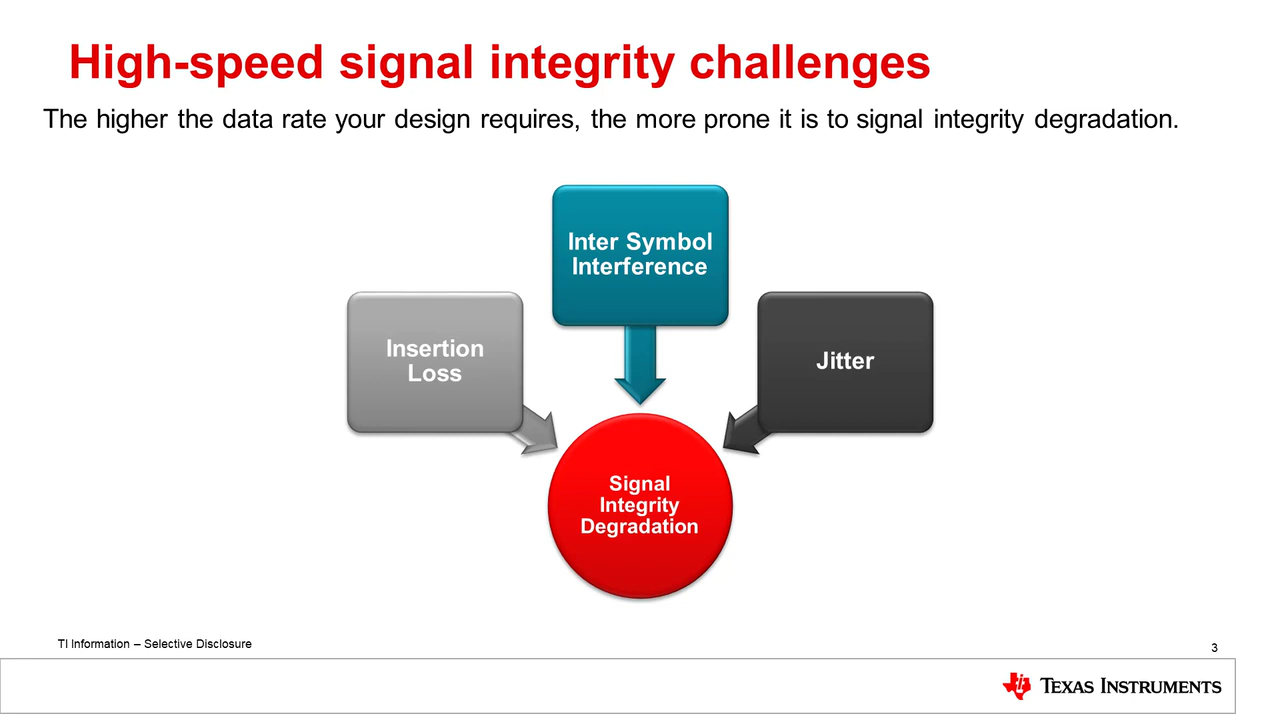 High-speed signal integrity challenges
The higher the data rate your design requires, the more prone it is to signal integrity degradation.
Inter Symbol
Interference
Insertion
Loss
Jitter
Signal
Integrity
Degradation
TI Information – Selective Disclosure
3
TEXAS INSTRUMENTS